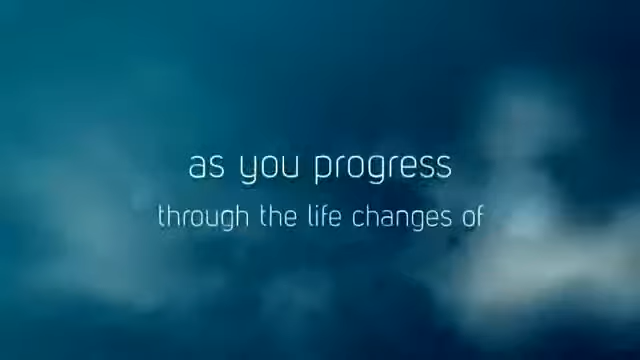 as you progress
through the life changes of